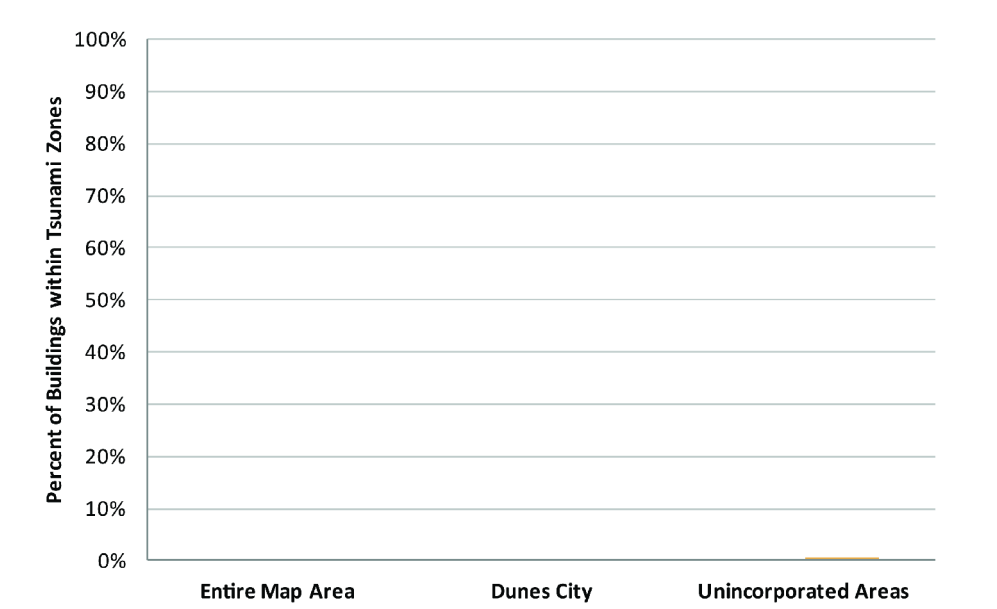 100%
90%
80%
70%
60%
50%
40%
30%
20%
10%
0%
Percent of Buildings within Tsunami Zones
Entire Map Area
Dunes City
Unincorporated Areas